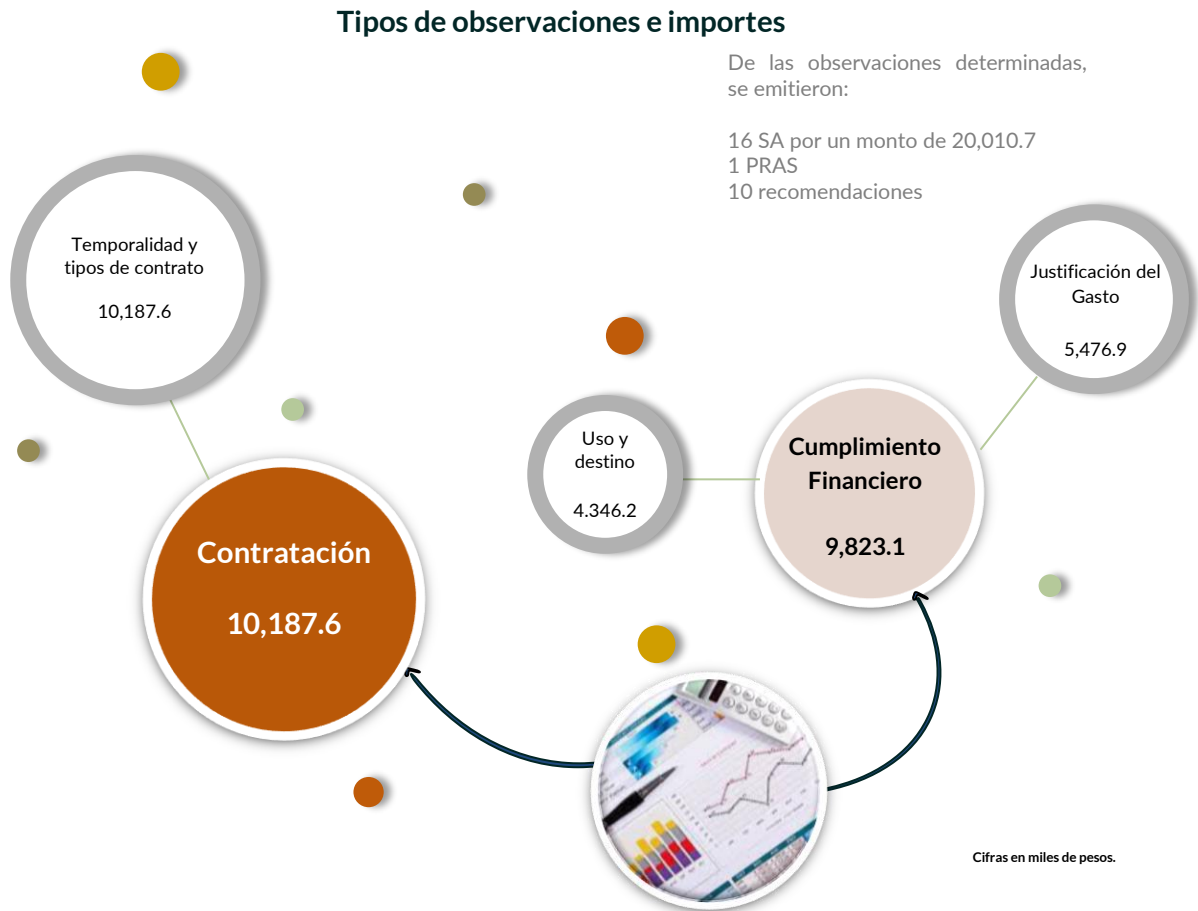 Tipos de observaciones e importes
De las observaciones determinadas,
se emitieron:
16 SA por un monto de 20,010.7
1 PRAS
10 recomendaciones
Temporalidad y
tipos de contrato
10,187.6
Justificación del
Gasto
5,476.9
Uso y
destino
4.346.2
Cumplimiento
Financiero
9,823.1
Contratación
10,187.6
Cifras en miles de pesos.